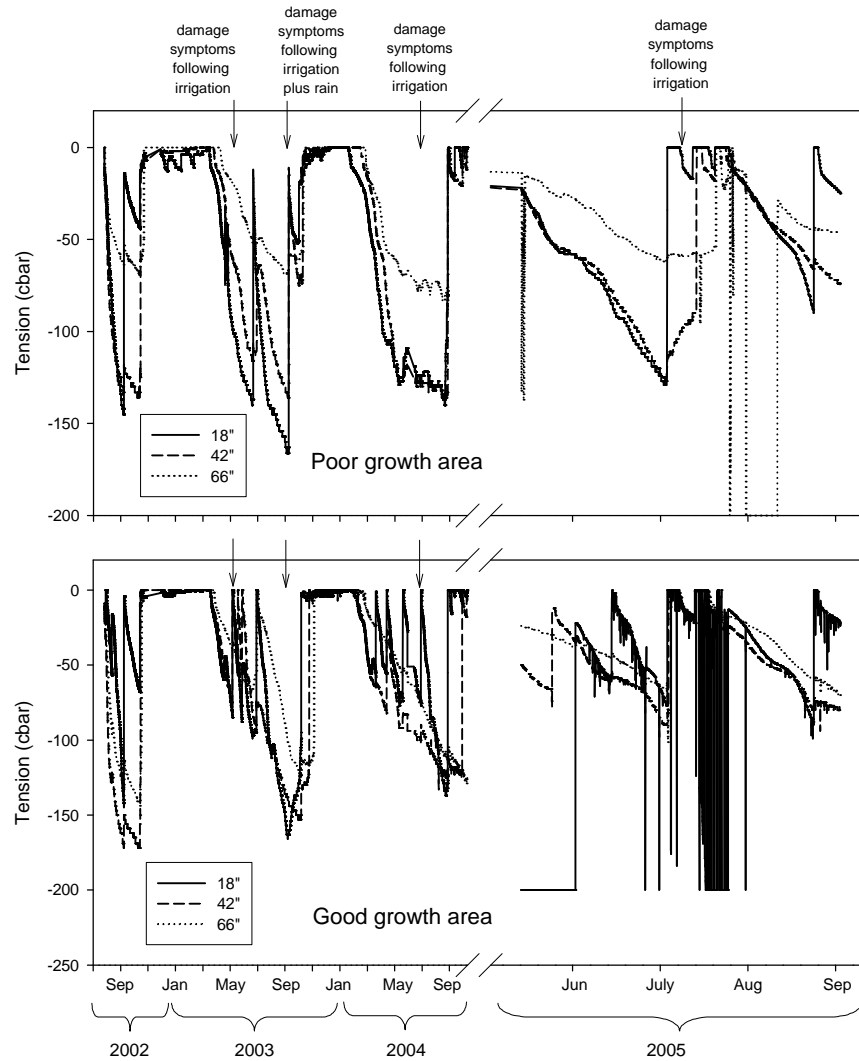 damage
symptoms
following
irrigation
damage
symptoms
following
irrigation
plus rain
damage
symptoms
following
irrigation
damage
symptoms
following
irrigation
Tension (cbar)
0
-50
-100
-150
-200
18"
42"
66"
Poor growth area
Tension (cbar)
0
-50
-100
-150
-200
-250
18"
42"
66"
Good growth area
Sep Jan May Sep Jan May Sep Jun July Aug Sep
2002 2003 2004 2005